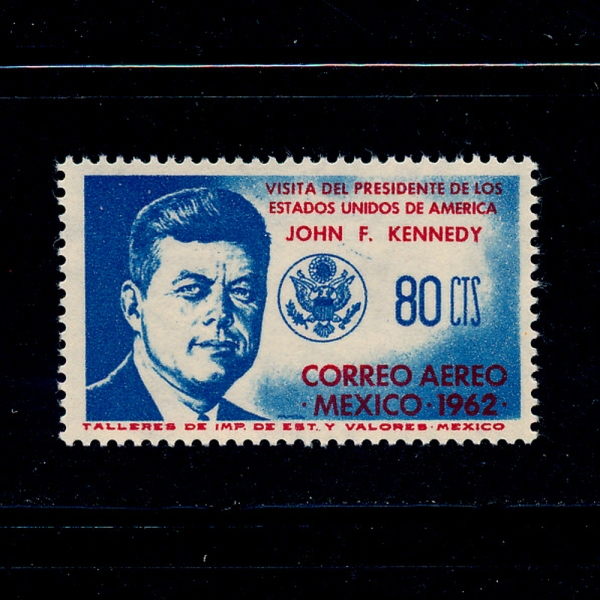 VISITA DEL PRESIDENTE DE LOS
ESTADOS UNIDOS DE AMERICA
JOHN F. KENNEDY
80 CTS
CORREO AEREO
· MEXICO · 1962 ·
TALLERES DE IMP. DE EST. Y VALORES · MEXICO